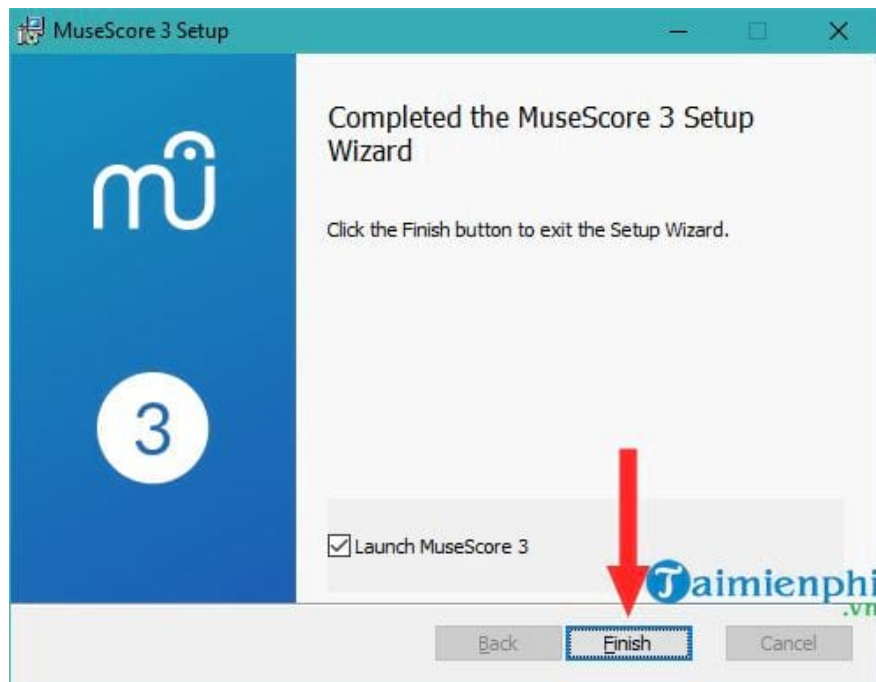 MuseScore 3 Setup
mu
Completed the MuseScore 3 Setup
Wizard
Click the Finish button to exit the Setup Wizard.
3
Launch MuseScore 3
Taimienphi
.vn
Back
Finish
Cancel